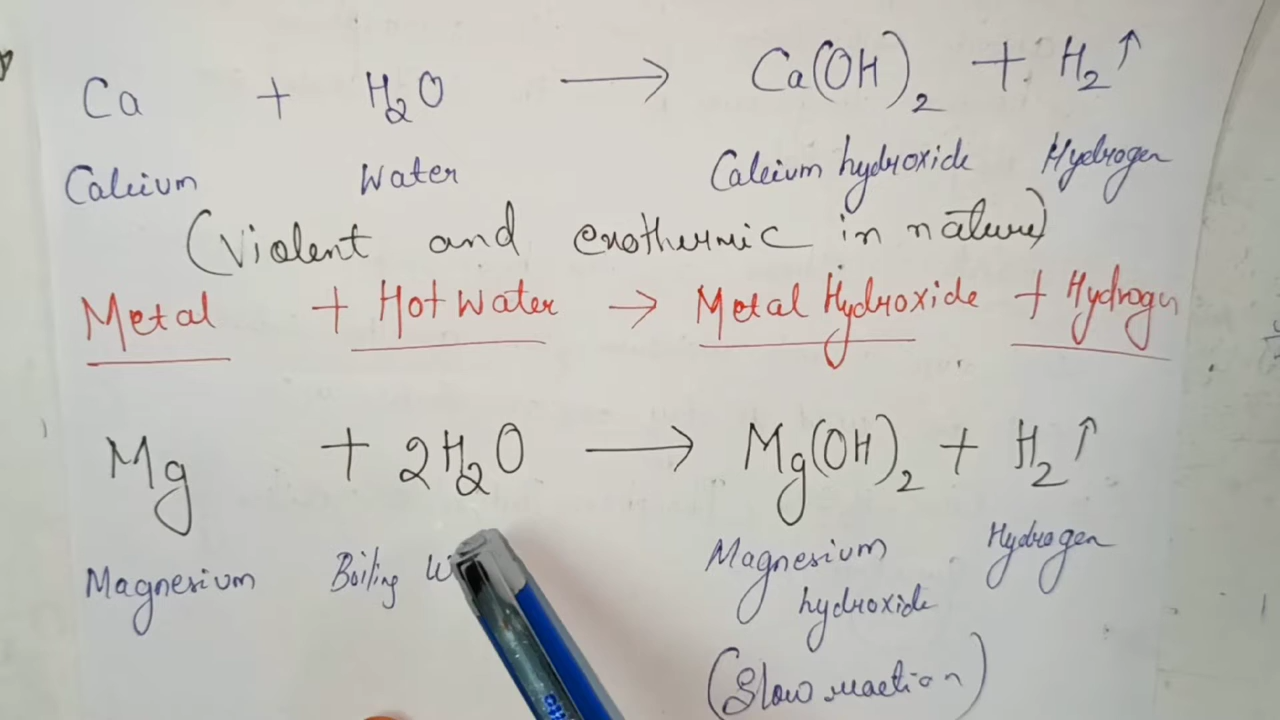 Ca + H₂O → Ca(OH)₂ + H₂↑
Calcium Water Calcium hydroxide Hydrogen
(Violent and exothermic in nature)
Metal + Hot Water → Metal Hydroxide + Hydrogen
Mg + 2H₂O → Mg(OH)₂ + H₂↑
Magnesium Boiling Magnesium hydroxide Hydrogen
(Slow reaction)